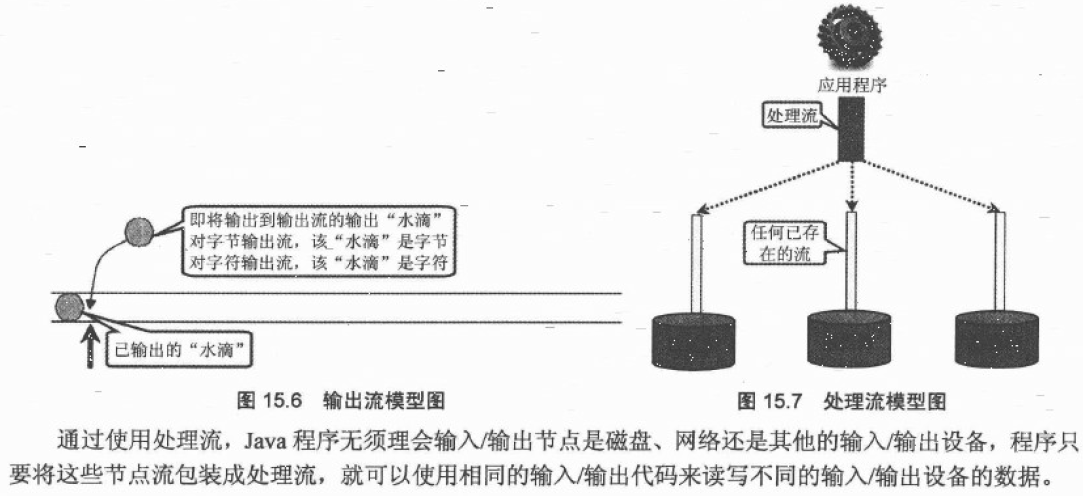 应用程序
处理流
即将输出到输出流的输出“水滴”
对字节输出流，该“水滴”是字节
对字符输出流，该“水滴”是字符
任何已存
在的流
已输出的“水滴”
图 15.6 输出流模型图
图 15.7 处理流模型图
通过使用处理流，Java 程序无须理会输入/输出节点是磁盘、网络还是其他的输入/输出设备，程序只
要将这些节点流包装成处理流，就可以使用相同的输入/输出代码来读写不同的输入/输出设备的数据。